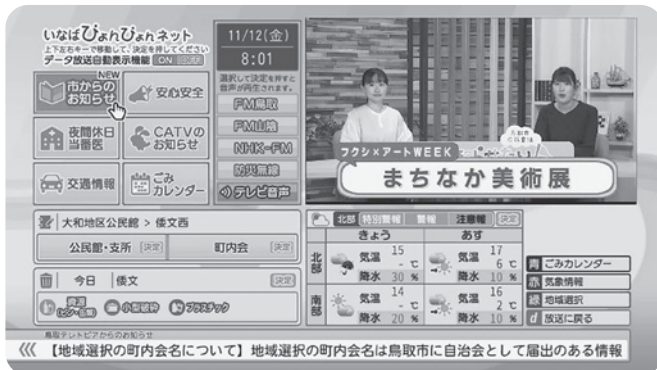 いなばぴょんぴょんネット
上下左右キーで移動して、決定を押してください
データ放送自動表示機能 ON OFF
11/12(金)
8:01
選択して決定を押すと
音声が再生されます。
FM鳥取
FM山陰
NHK-FM
防災無線
テレビ音声
NEW
市からの
お知らせ
安心安全
夜間休日
当番医
CATVの
お知らせ
交通情報
ごみ
カレンダー
フクシ×アートWEEK
まちなか美術展
大和地区公民館 > 倭文西
公民館・支所 [決定]
町内会 [決定]
今日 倭文 [決定]
資源
(ビン・缶類)
小型破砕
プラスチック
北部 特別警報 警報 注意報 決定
きょう あす
北部 気温 15 - ℃ 降水 30 % 気温 17 6 ℃ 降水 10 %
南部 気温 14 - ℃ 降水 20 % 気温 16 2 ℃ 降水 10 %
青 ごみカレンダー
赤 気象情報
緑 地域選択
d 放送に戻る
鳥取テレトピアからのお知らせ
【地域選択の町内会名について】地域選択の町内会名は鳥取市に自治会として届出のある情報